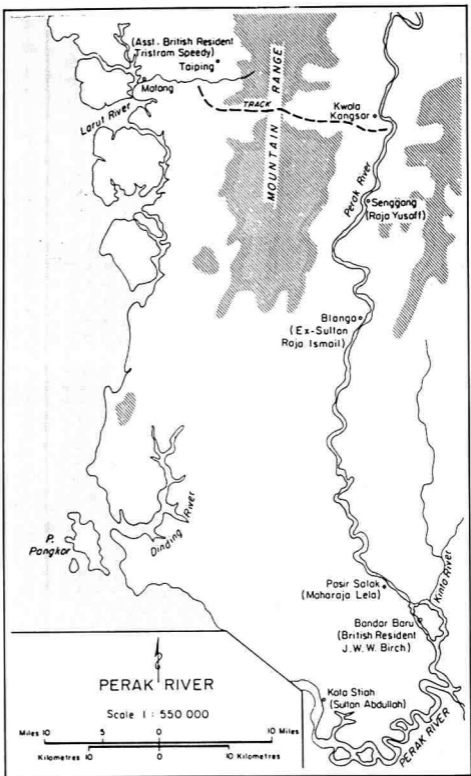 (Asst. British Resident
Tristram Speedy)
Taiping
Matang
Larut River
TRACK
MOUNTAIN RANGE
Kwala
Kangsar
Perak River
Senggang
(Raja Yusoff)
Blanga
(Ex-Sultan
Raja Ismail)
P.
Pangkor
Dinding River
Kinta River
Pasir Salak
(Maharaja Lela)
Bandar Baru
(British Resident
J.W.W. Birch)
Kota Stiah
(Sultan Abdullah)
PERAK RIVER
PERAK RIVER
Scale 1 : 550 000
Miles 10 5 0 10 Miles
Kilometres 10 0 10 Kilometres